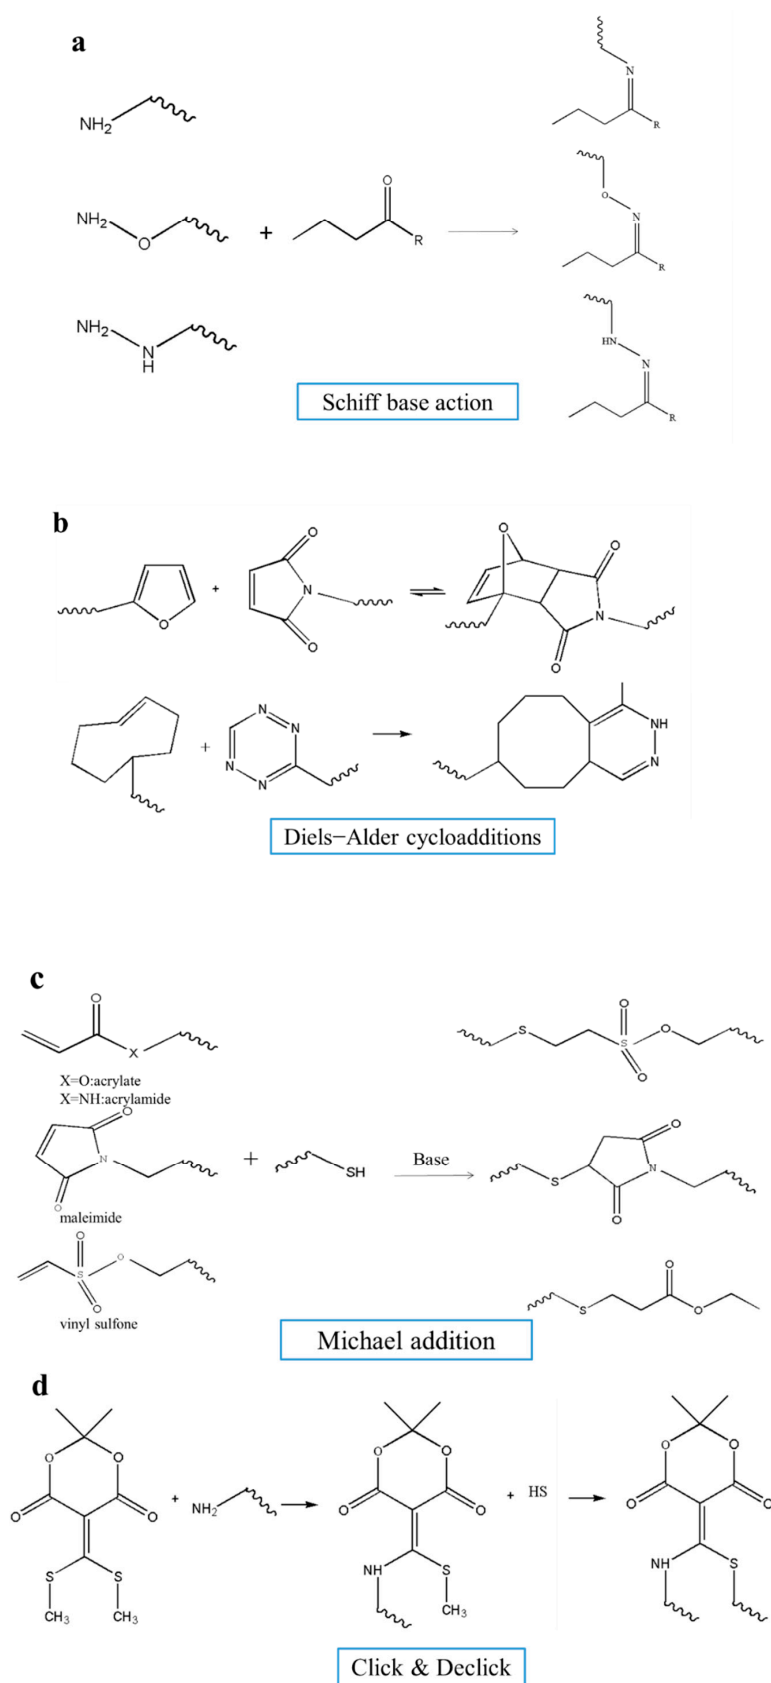 a
N
NH2
O
R
O
NH2
N
O
+
R
R
NH2
N
H
HN
N
R
Schiff base action
b
O
O
O
+
N
N
O
O
O
N
N
NH
+
N
N
N
Diels−Alder cycloadditions
c
O
O
X
S
S
O
O
X=O:acrylate
X=NH:acrylamide
O
O
N
+
SH
Base
N
S
O
maleimide
O
O
O
S
O
O
S
O
vinyl sulfone
Michael addition
d
O
O
O
O
O
O
O
O
+
NH2
O
O
+
HS
O
O
S
S
NH
S
NH
S
CH3
CH3
CH3
Click & Declick